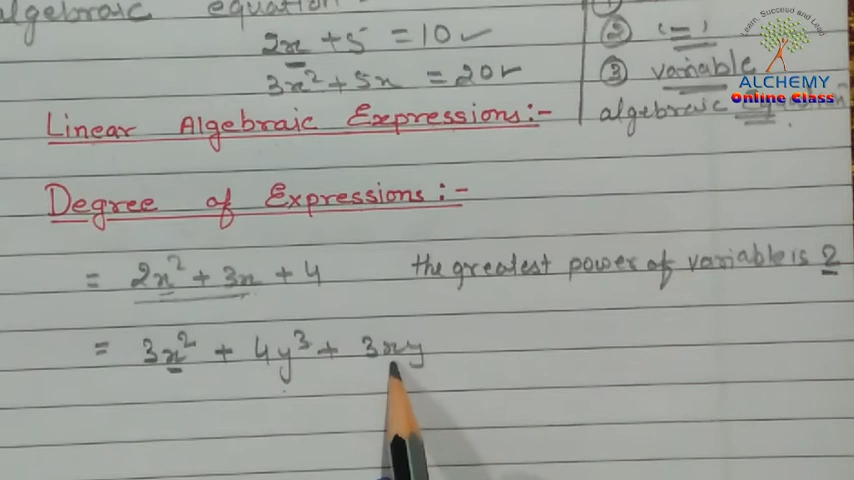 algebraic equation
2x + 5 = 10 ✓
3x² + 5x = 20 ✓
②  (=)
③ variable
algebraic
Learn, Succeed and Lead
ALCHEMY
Online Class
Linear Algebraic Expressions :-
Degree of Expressions :-
= 2x² + 3x + 4 the greatest power of variable is 2
= 3x² + 4y³ + 3xy